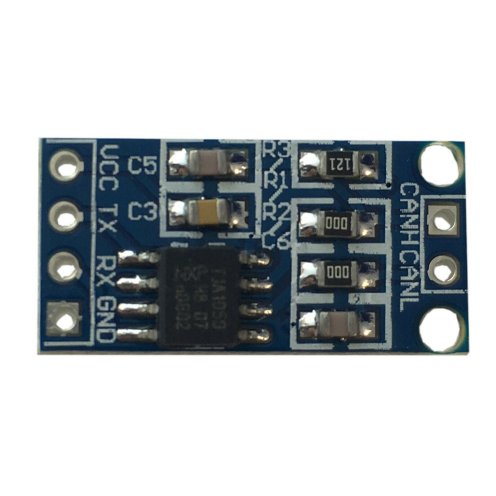 VCC
TX
RX
GND
C5
C3
R3
/R1
/R2
/C6
121
000
000
CANH
CANL
TJA1050